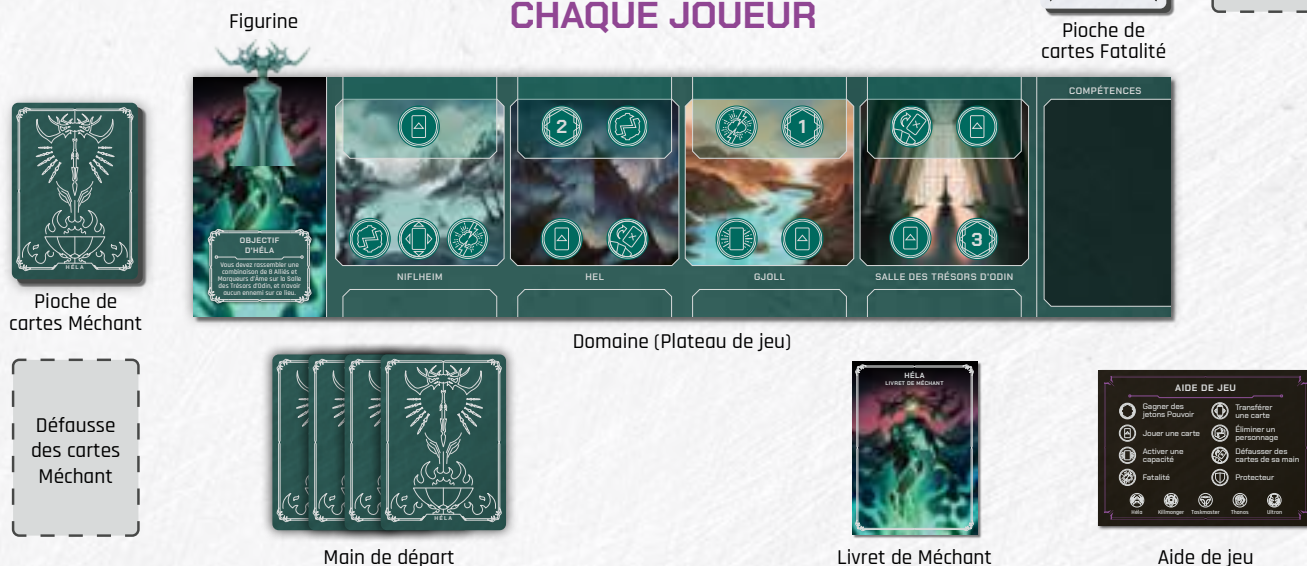 CHAQUE JOUEUR
Figurine
Pioche de
cartes Fatalité
COMPÉTENCES
2
1
3
OBJECTIF
D'HÉLA
Vous devez rassembler une
combinaison de 8 Alliés et
Marqueurs d'Âme sur la Salle
des Trésors d'Odin, et n'avoir
aucun ennemi sur ce lieu.
NIFLHEIM
HEL
GJOLL
SALLE DES TRÉSORS D'ODIN
HÉLA
Pioche de
cartes Méchant
Domaine (Plateau de jeu)
Défausse
des cartes
Méchant
HÉLA
Main de départ
HÉLA
LIVRET DE MÉCHANT
Livret de Méchant
AIDE DE JEU
Gagner des
jetons Pouvoir
Jouer une carte
Activer une
capacité
Fatalité
Transférer
une carte
Éliminer un
personnage
Défausser des
cartes de sa main
Protecteur
Héla
Killmonger
Taskmaster
Thanos
Ultron
Aide de jeu